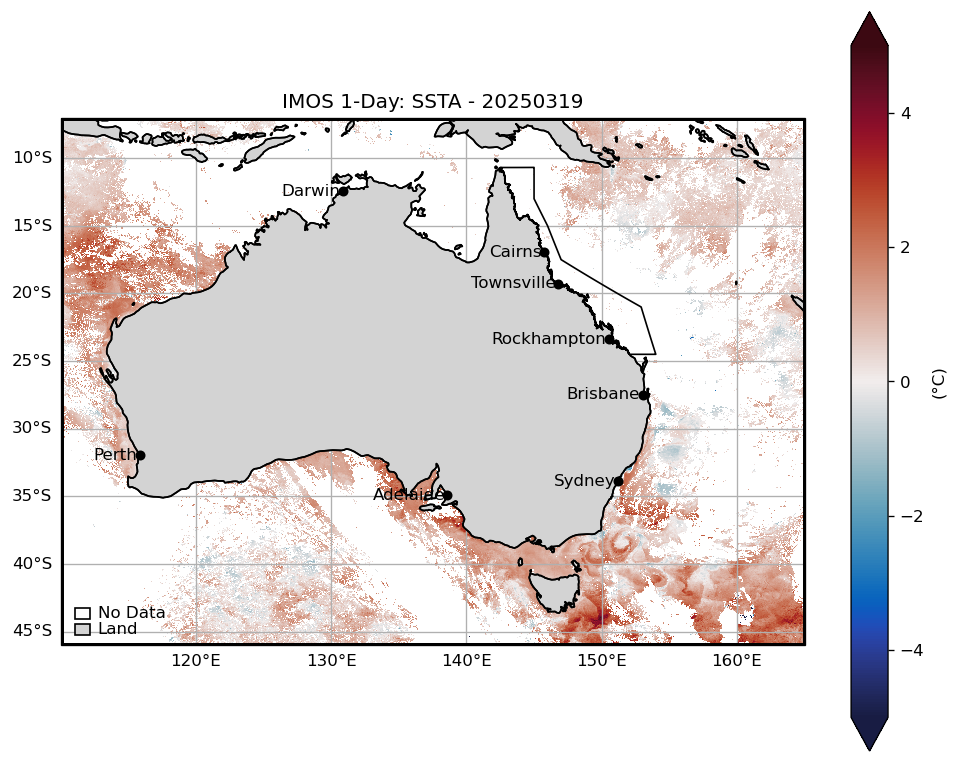 IMOS 1-Day: SSTA - 20250319
10°S
15°S
20°S
25°S
30°S
35°S
40°S
45°S
Darwin
Cairns
Townsville
Rockhampton
Brisbane
Perth
Sydney
Adelaide
No Data
Land
120°E 130°E 140°E 150°E 160°E
4
2
0
−2
−4
(°C)